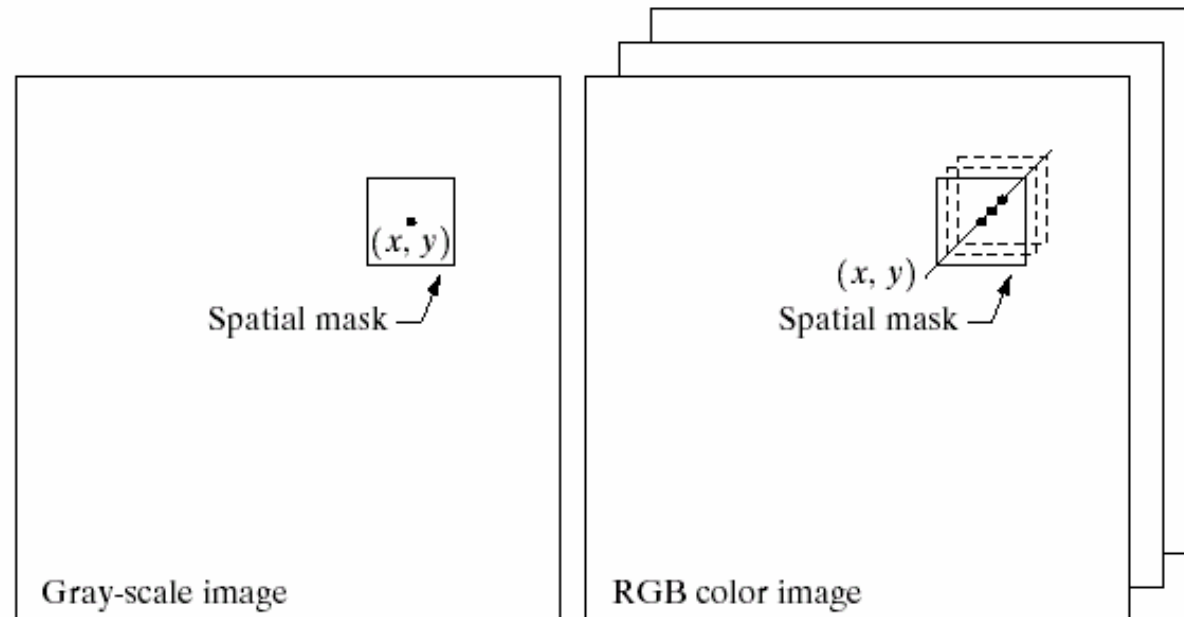 (x, y)
Spatial mask
Gray-scale image
(x, y)
Spatial mask
RGB color image